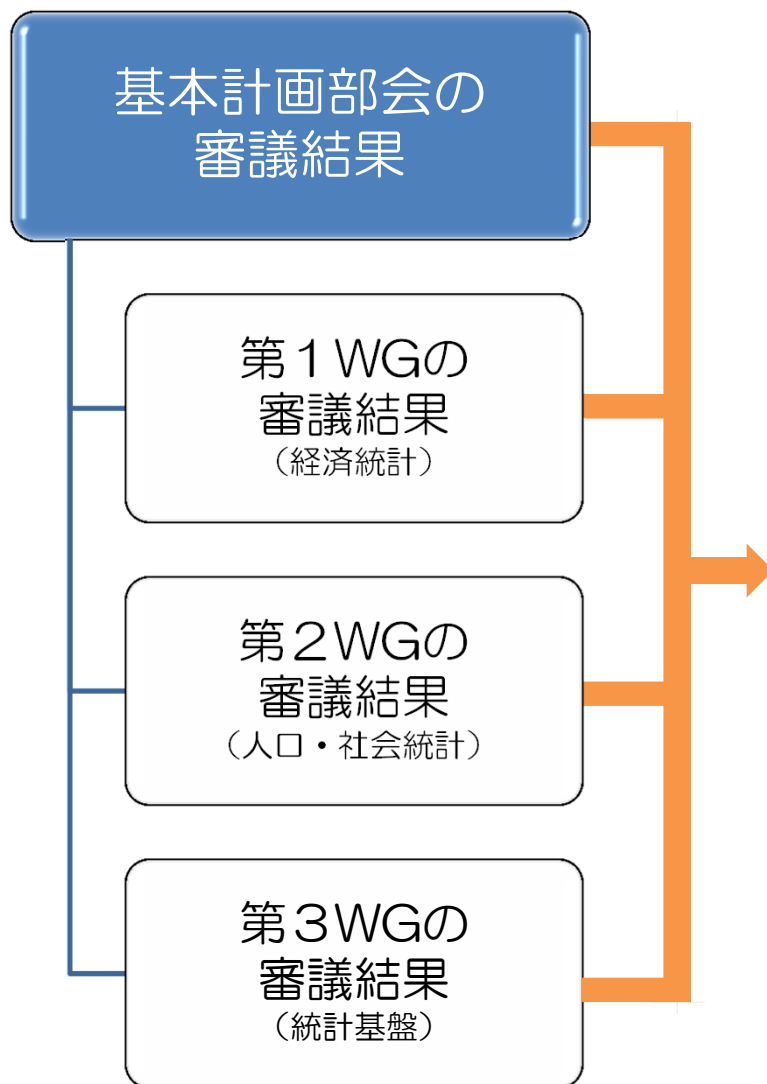 基本計画部会の
審議結果
第１WGの
審議結果
（経済統計）
第２WGの
審議結果
（人口・社会統計）
第３WGの
審議結果
（統計基盤）